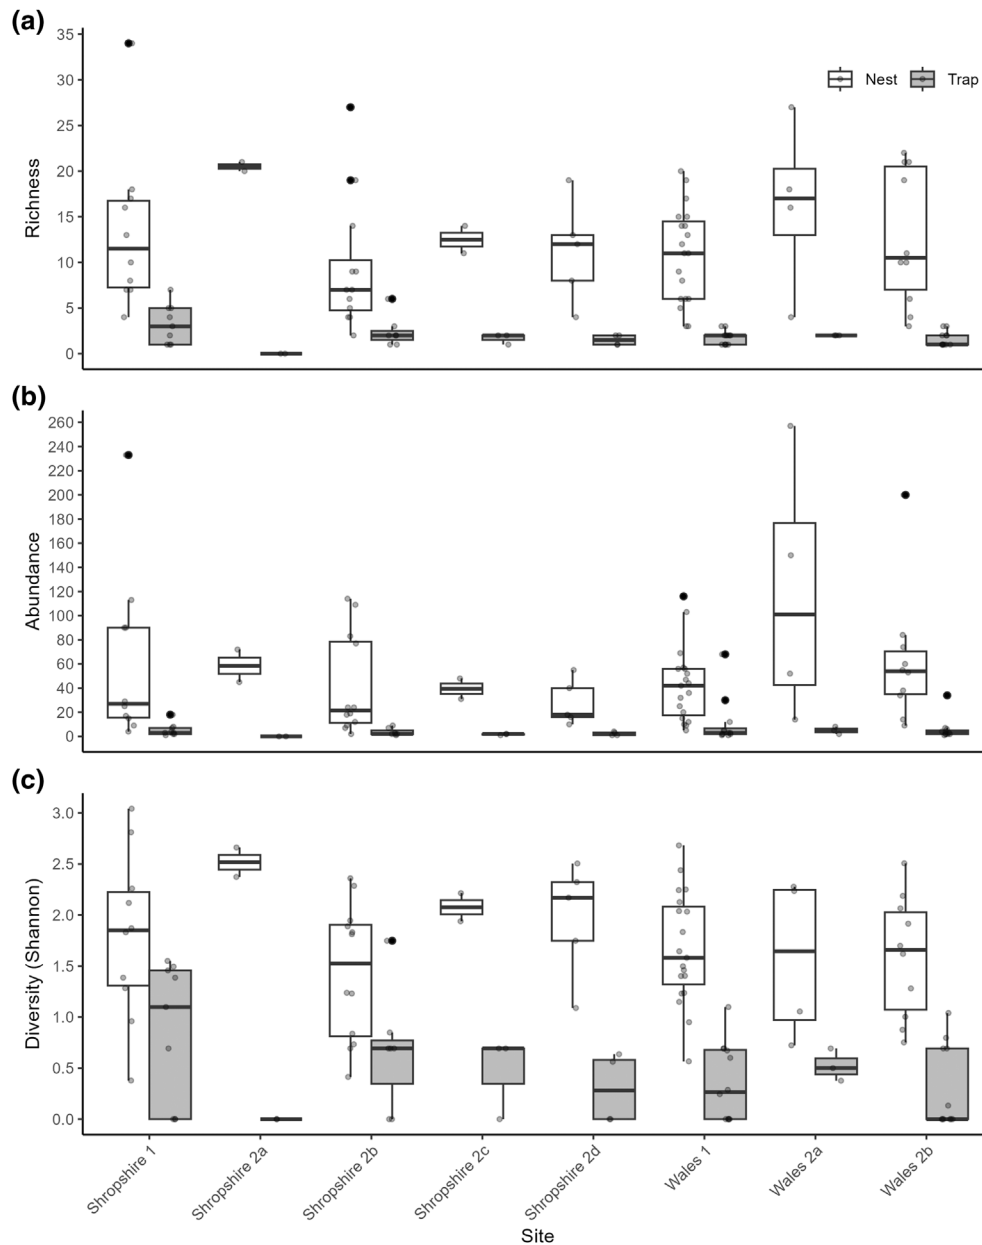 (a)
35
30
25
20
15
10
5
0
Richness
Nest Trap
(b)
260
240
220
200
180
160
140
120
100
80
60
40
20
0
Abundance
(c)
3.0
2.5
2.0
1.5
1.0
0.5
0.0
Diversity (Shannon)
Shropshire 1
Shropshire 2a
Shropshire 2b
Shropshire 2c
Shropshire 2d
Wales 1
Wales 2a
Wales 2b
Site